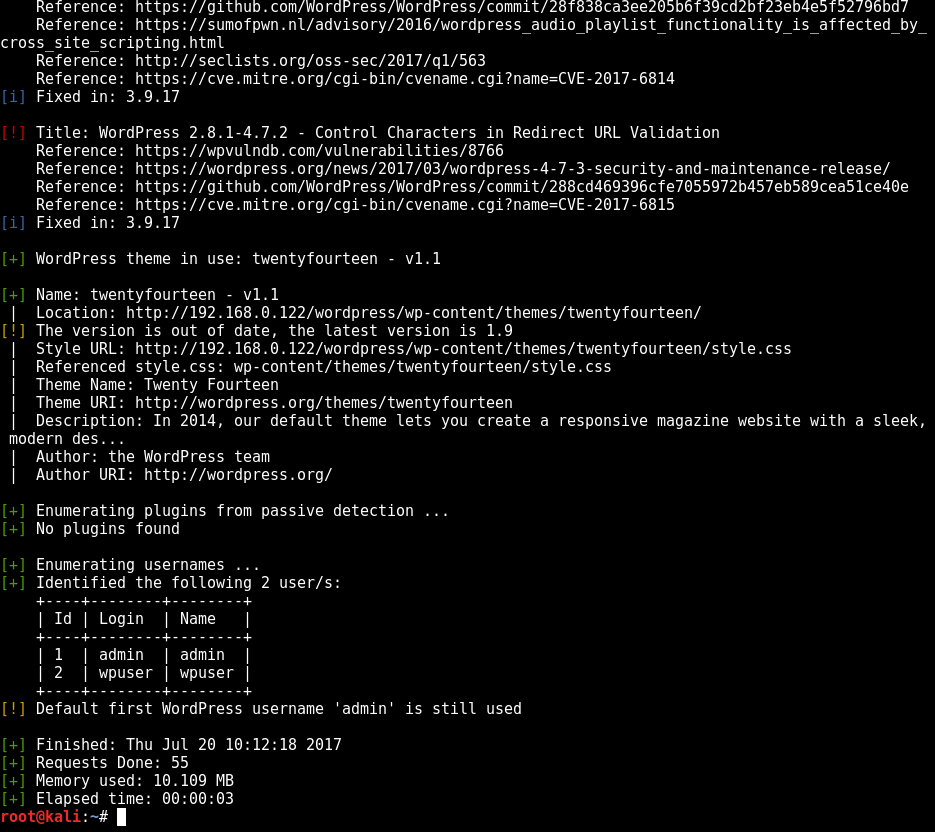 Reference: https://github.com/WordPress/WordPress/commit/28f838ca3ee205b6f39cd2bf23eb4e5f52796bd7
Reference: https://sumofpwn.nl/advisory/2016/wordpress_audio_playlist_functionality_is_affected_by_
cross_site_scripting.html
Reference: http://seclists.org/oss-sec/2017/q1/563
Reference: https://cve.mitre.org/cgi-bin/cvename.cgi?name=CVE-2017-6814
[i] Fixed in: 3.9.17
[!] Title: WordPress 2.8.1-4.7.2 - Control Characters in Redirect URL Validation
Reference: https://wpvulndb.com/vulnerabilities/8766
Reference: https://wordpress.org/news/2017/03/wordpress-4-7-3-security-and-maintenance-release/
Reference: https://github.com/WordPress/WordPress/commit/288cd469396cfe7055972b457eb589cea51ce40e
Reference: https://cve.mitre.org/cgi-bin/cvename.cgi?name=CVE-2017-6815
[i] Fixed in: 3.9.17
[+] WordPress theme in use: twentyfourteen - v1.1
[+] Name: twentyfourteen - v1.1
 |  Location: http://192.168.0.122/wordpress/wp-content/themes/twentyfourteen/
[!] The version is out of date, the latest version is 1.9
 |  Style URL: http://192.168.0.122/wordpress/wp-content/themes/twentyfourteen/style.css
 |  Referenced style.css: wp-content/themes/twentyfourteen/style.css
 |  Theme Name: Twenty Fourteen
 |  Theme URI: http://wordpress.org/themes/twentyfourteen
 |  Description: In 2014, our default theme lets you create a responsive magazine website with a sleek,
 modern des...
 |  Author: the WordPress team
 |  Author URI: http://wordpress.org/
[+] Enumerating plugins from passive detection ...
[+] No plugins found
[+] Enumerating usernames ...
[+] Identified the following 2 user/s:
    +----+--------+--------+
    | Id | Login  | Name   |
    +----+--------+--------+
    | 1  | admin  | admin  |
    | 2  | wpuser | wpuser |
    +----+--------+--------+
[!] Default first WordPress username 'admin' is still used
[+] Finished: Thu Jul 20 10:12:18 2017
[+] Requests Done: 55
[+] Memory used: 10.109 MB
[+] Elapsed time: 00:00:03
root@kali:~#